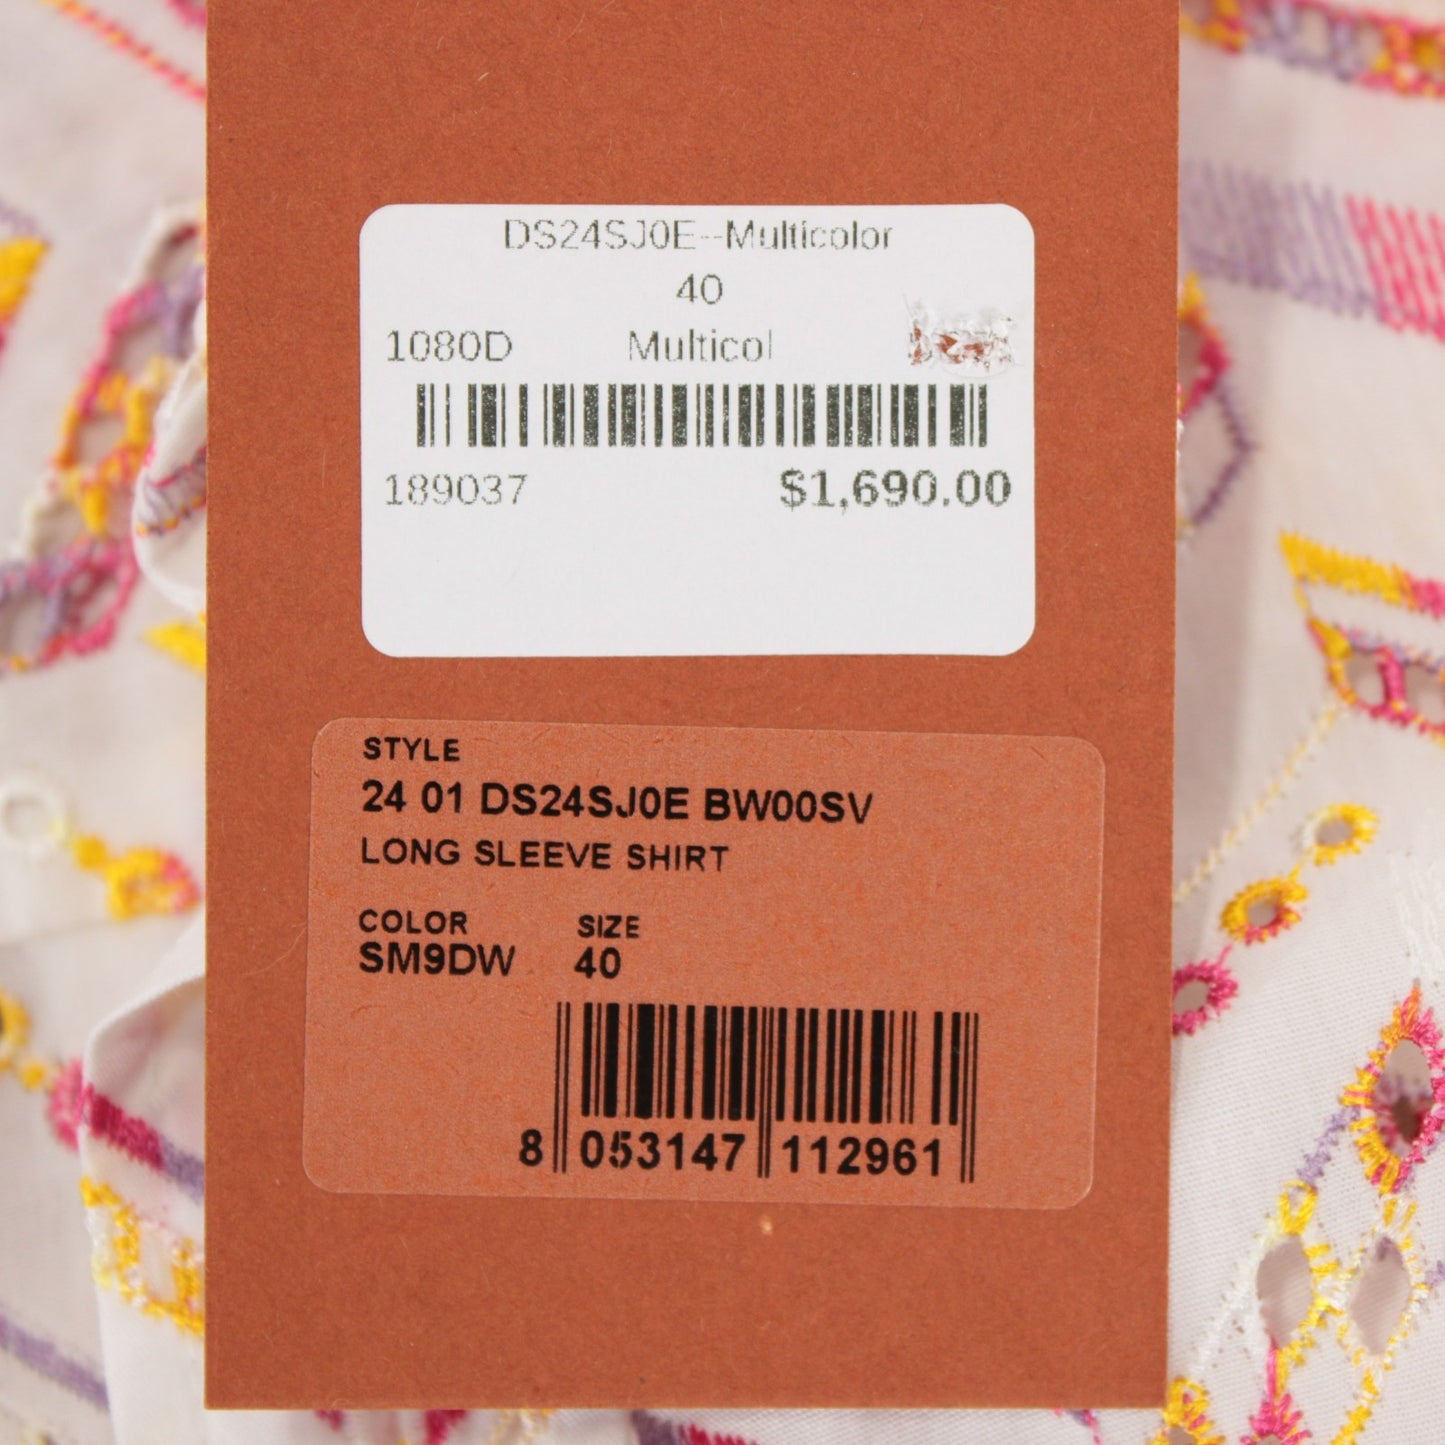 DS24SJ0E--Multicolor
40
1080D Multicol
189037 $1,690.00
STYLE
24 01 DS24SJ0E BW00SV
LONG SLEEVE SHIRT
COLOR SIZE
SM9DW 40
8 053147 112961